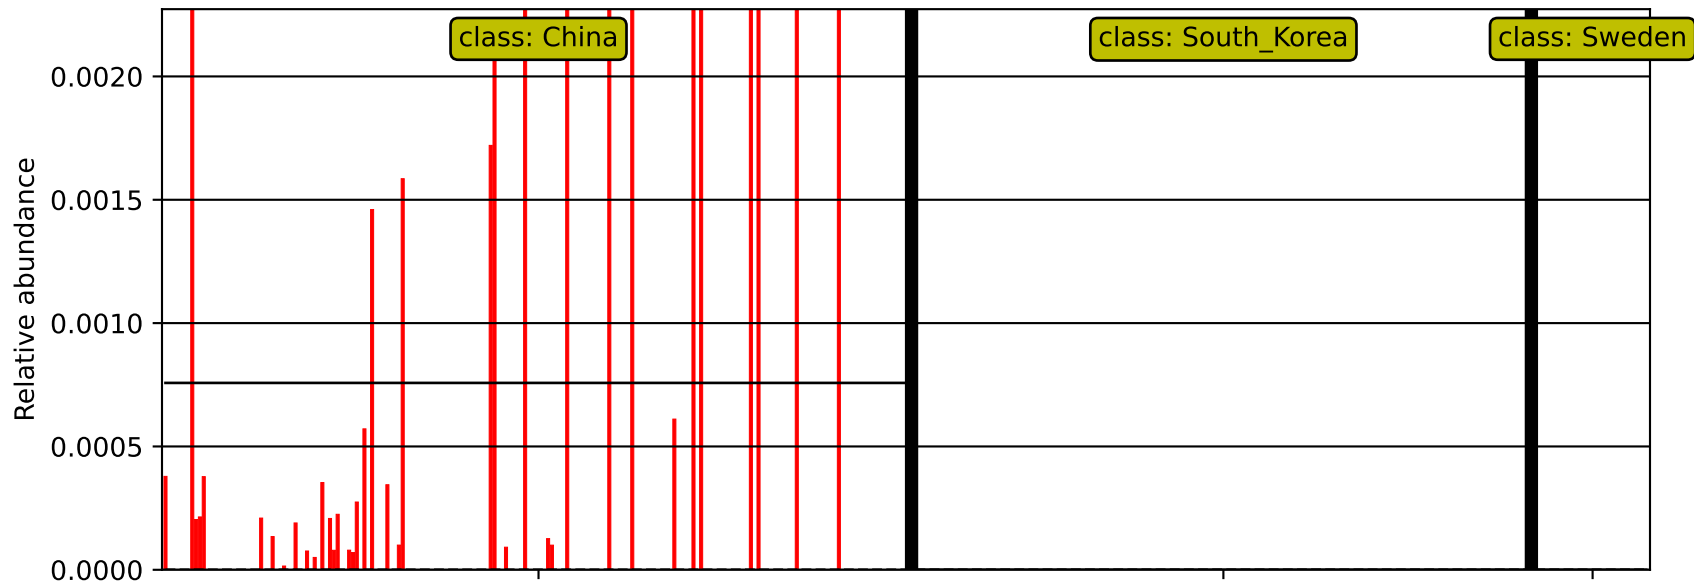 class: China
class: South_Korea
class: Sweden
Relative abundance
0.0020
0.0015
0.0010
0.0005
0.0000